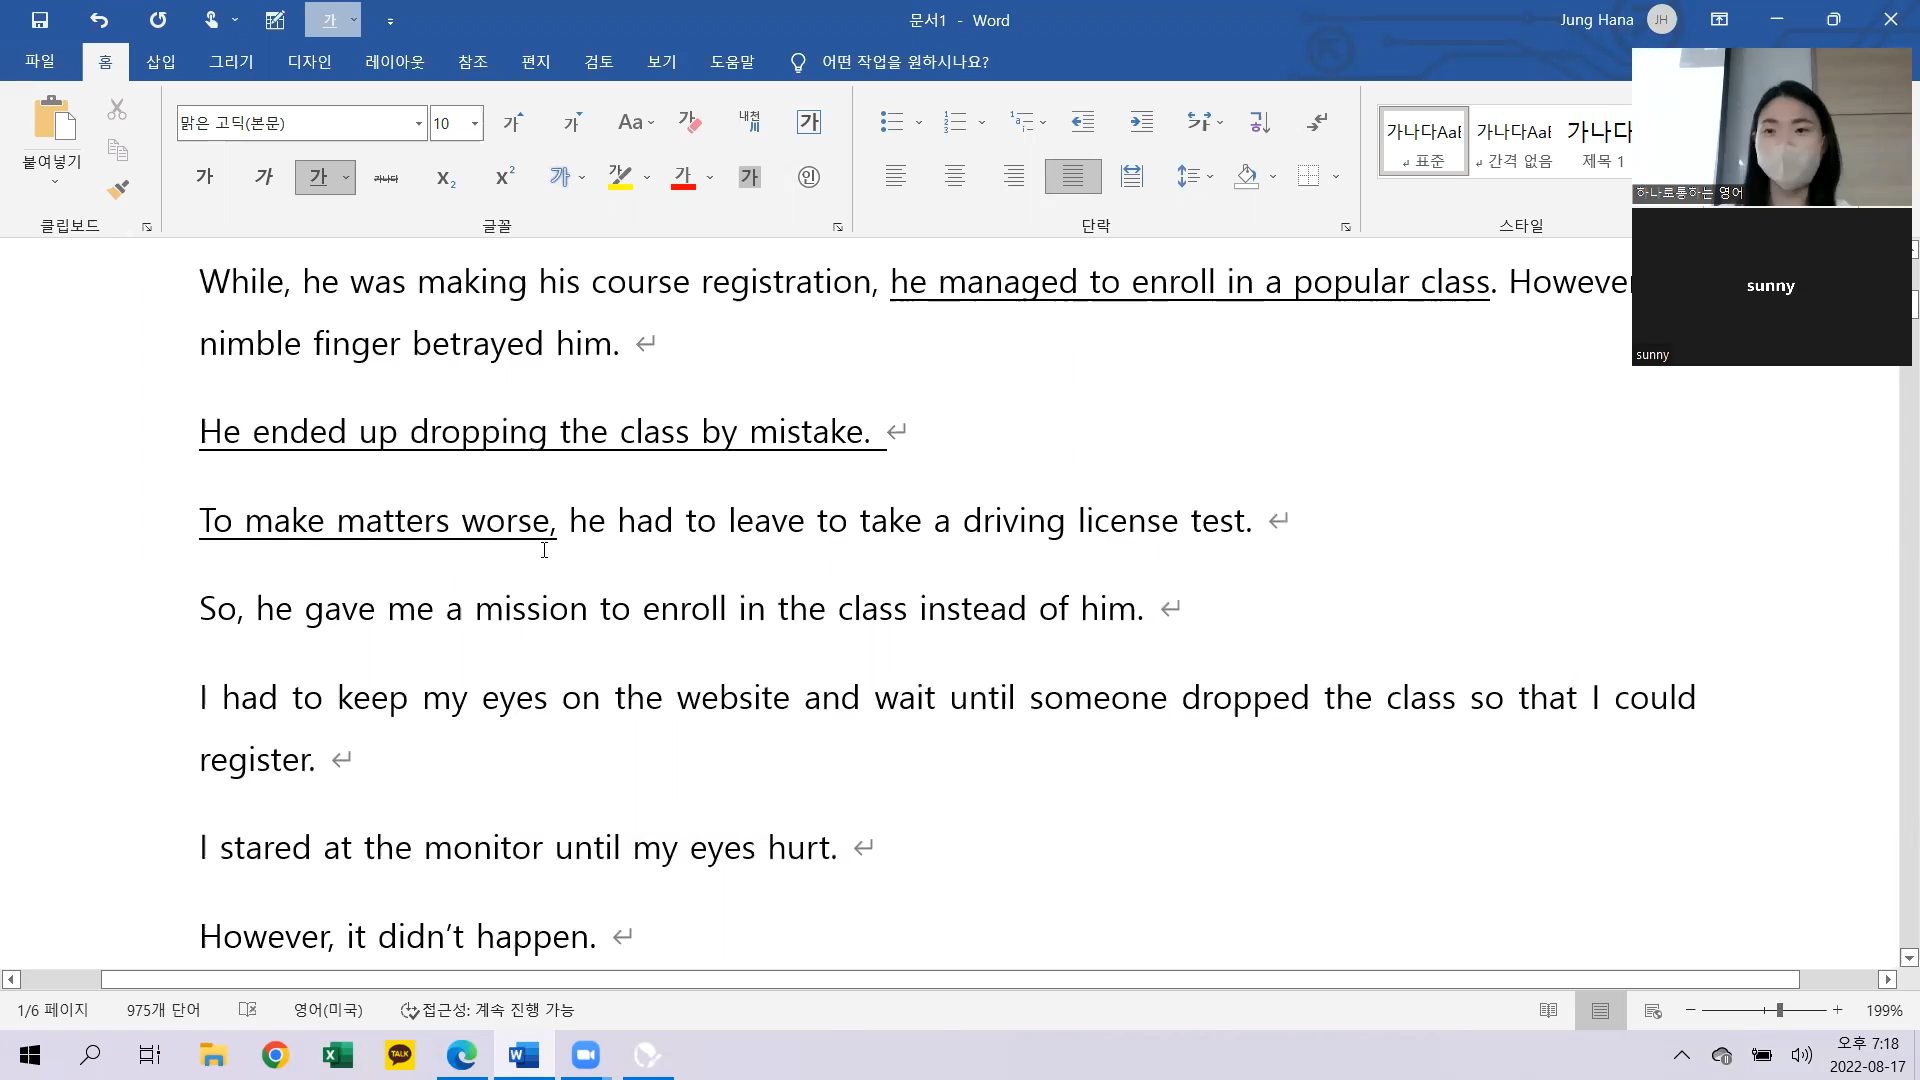 문서1 - Word
Jung Hana
JH
파일 홈 삽입 그리기 디자인 레이아웃 참조 편지 검토 보기 도움말 어떤 작업을 원하시나요?
붙여넣기
클립보드
맑은 고딕(본문) 10
글꼴
단락
가나다AaI 가나다AaI 가나다
표준 간격 없음 제목 1
스타일
하나로통하는 영어
sunny
sunny
While, he was making his course registration, he managed to enroll in a popular class. However
nimble finger betrayed him.
He ended up dropping the class by mistake.
To make matters worse, he had to leave to take a driving license test.
So, he gave me a mission to enroll in the class instead of him.
I had to keep my eyes on the website and wait until someone dropped the class so that I could
register.
I stared at the monitor until my eyes hurt.
However, it didn't happen.
1/6 페이지 975개 단어 영어(미국) 접근성: 계속 진행 가능 199%
TALK
오후 7:18
2022-08-17